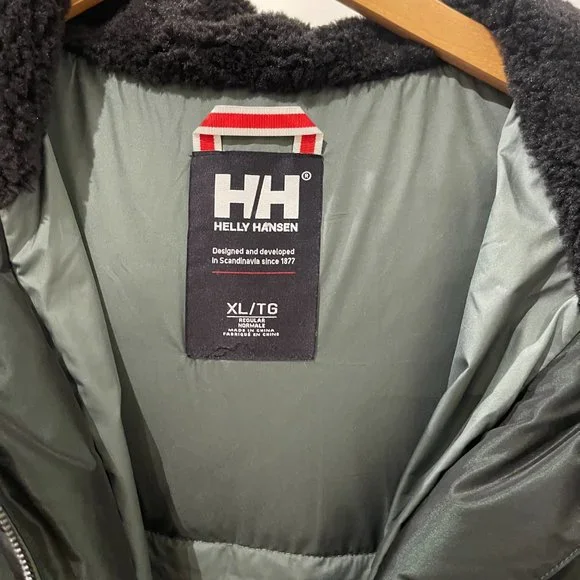 HH®
HELLY HANSEN
Designed and developed
in Scandinavia since 1877
XL/TG
REGULAR
NORMALE
MADE IN CHINA
FABRIQUÉ EN CHINE